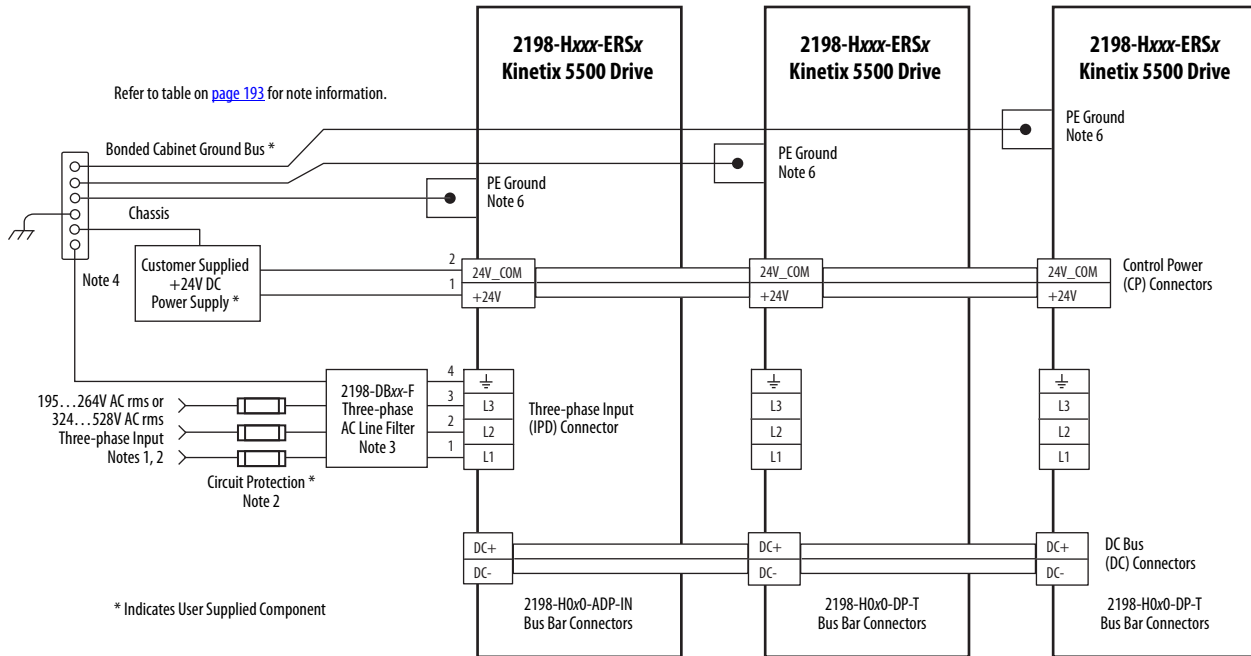 2198-Hxxx-ERSx
Kinetix 5500 Drive
2198-Hxxx-ERSx
Kinetix 5500 Drive
2198-Hxxx-ERSx
Kinetix 5500 Drive
Refer to table on page 193 for note information.
Bonded Cabinet Ground Bus *
PE Ground
Note 6
PE Ground
Note 6
PE Ground
Note 6
Chassis
Note 4
Customer Supplied
+24V DC
Power Supply *
2
1
24V_COM
+24V
24V_COM
+24V
24V_COM
+24V
Control Power
(CP) Connectors
195…264V AC rms or
324…528V AC rms
Three-phase Input
Notes 1, 2
Circuit Protection *
Note 2
2198-DBxx-F
Three-phase
AC Line Filter
Note 3
4
3
2
1
L3
L2
L1
Three-phase Input
(IPD) Connector
L3
L2
L1
L3
L2
L1
DC+
DC-
DC+
DC-
DC+
DC-
DC Bus
(DC) Connectors
* Indicates User Supplied Component
2198-H0x0-ADP-IN
Bus Bar Connectors
2198-H0x0-DP-T
Bus Bar Connectors
2198-H0x0-DP-T
Bus Bar Connectors